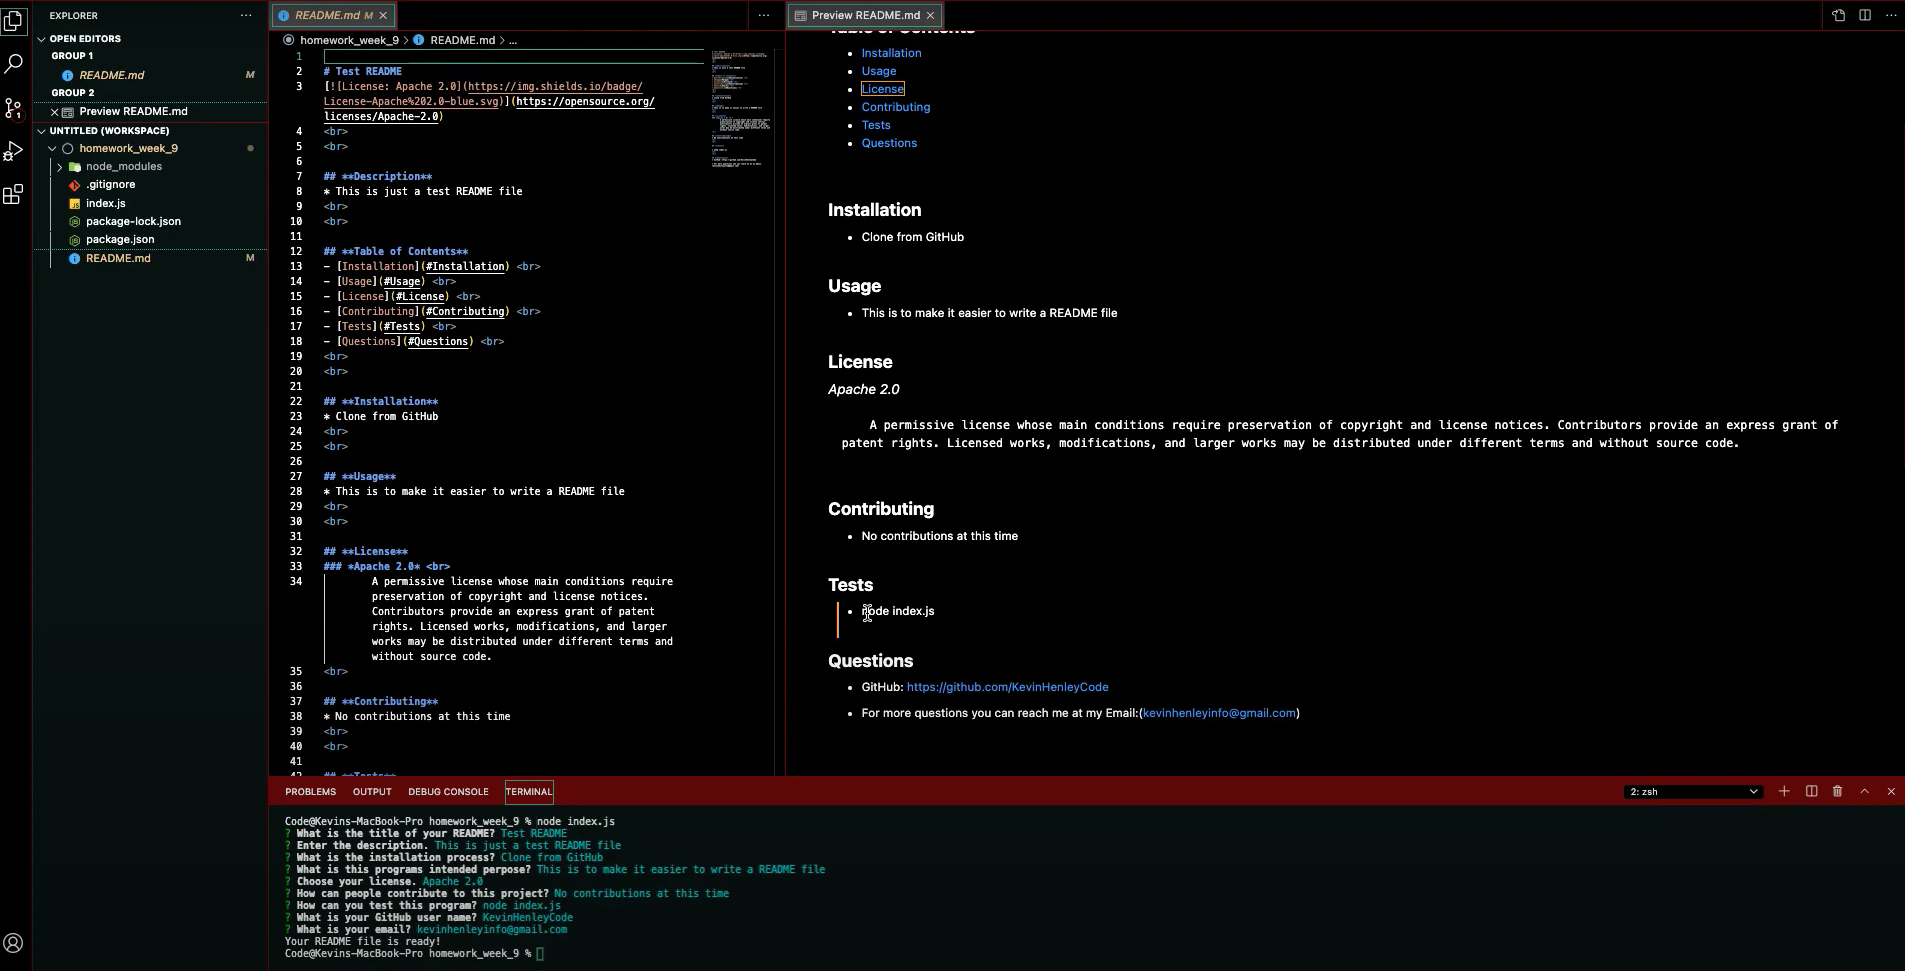 EXPLORER
OPEN EDITORS
GROUP 1
README.md M
GROUP 2
Preview README.md
UNTITLED (WORKSPACE)
homework_week_9
node_modules
.gitignore
index.js
package-lock.json
package.json
README.md M
README.md M
homework_week_9 > README.md > ...
1
2 # Test README
3 [![License: Apache 2.0](https://img.shields.io/badge/
License-Apache%202.0-blue.svg)](https://opensource.org/
licenses/Apache-2.0)
4 <br>
5 <br>
6
7 ## **Description**
8 * This is just a test README file
9 <br>
10 <br>
11
12 ## **Table of Contents**
13 - [Installation](#Installation) <br>
14 - [Usage](#Usage) <br>
15 - [License](#License) <br>
16 - [Contributing](#Contributing) <br>
17 - [Tests](#Tests) <br>
18 - [Questions](#Questions) <br>
19 <br>
20 <br>
21
22 ## **Installation**
23 * Clone from GitHub
24 <br>
25 <br>
26
27 ## **Usage**
28 * This is to make it easier to write a README file
29 <br>
30 <br>
31
32 ## **License**
33 ### *Apache 2.0* <br>
34 A permissive license whose main conditions require
preservation of copyright and license notices.
Contributors provide an express grant of patent
rights. Licensed works, modifications, and larger
works may be distributed under different terms and
without source code.
35 <br>
36
37 ## **Contributing**
38 * No contributions at this time
39 <br>
40 <br>
41
42 ## **Tests**
Preview README.md
Table of Contents
• Installation
• Usage
• License
• Contributing
• Tests
• Questions
Installation
• Clone from GitHub
Usage
• This is to make it easier to write a README file
License
Apache 2.0
A permissive license whose main conditions require preservation of copyright and license notices. Contributors provide an express grant of
patent rights. Licensed works, modifications, and larger works may be distributed under different terms and without source code.
Contributing
• No contributions at this time
Tests
• node index.js
Questions
• GitHub: https://github.com/KevinHenleyCode
• For more questions you can reach me at my Email:(kevinhenleyinfo@gmail.com)
PROBLEMS OUTPUT DEBUG CONSOLE TERMINAL
2: zsh
Code@Kevins-MacBook-Pro homework_week_9 % node index.js
? What is the title of your README? Test README
? Enter the description. This is just a test README file
? What is the installation process? Clone from GitHub
? What is this programs intended perpose? This is to make it easier to write a README file
? Choose your license. Apache 2.0
? How can people contribute to this project? No contributions at this time
? How can you test this program? node index.js
? What is your GitHub user name? KevinHenleyCode
? What is your email? kevinhenleyinfo@gmail.com
Your README file is ready!
Code@Kevins-MacBook-Pro homework_week_9 %